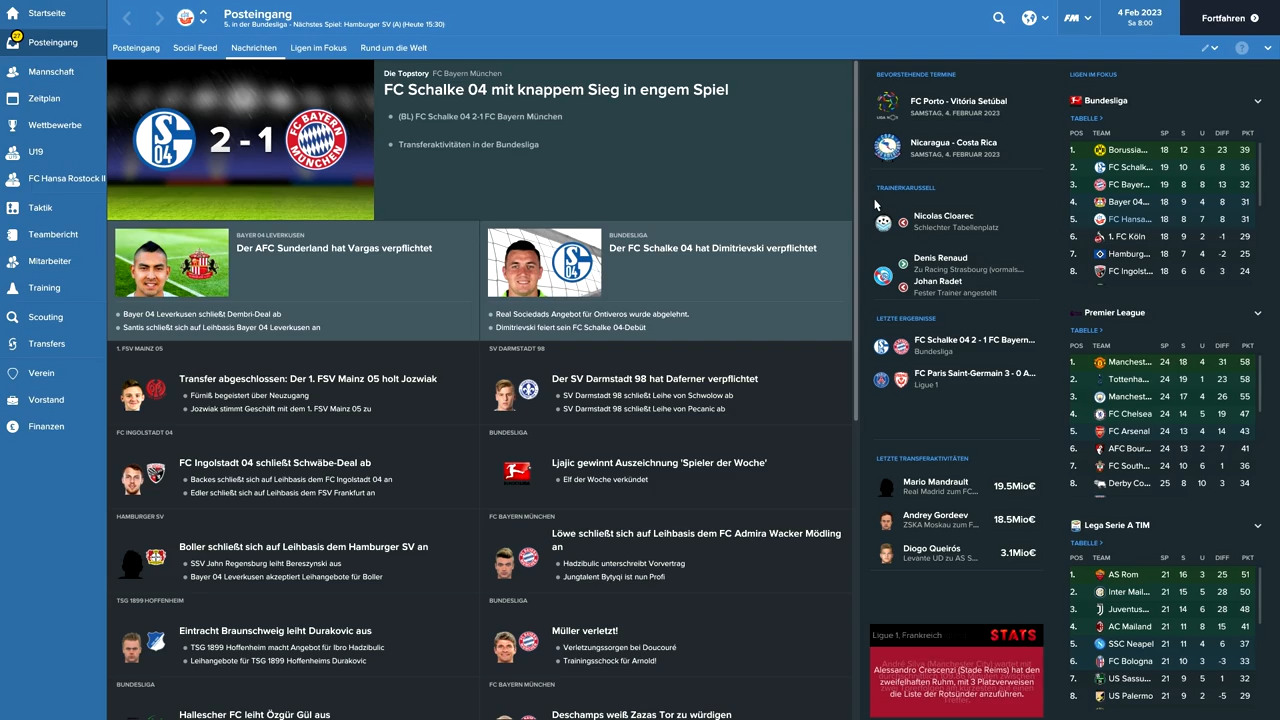 Startseite
27
Posteingang
Mannschaft
Zeitplan
Wettbewerbe
U19
FC Hansa Rostock II
Taktik
Teambericht
Mitarbeiter
Training
Scouting
Transfers
Verein
Vorstand
Finanzen
Posteingang
5. in der Bundesliga - Nächstes Spiel: Hamburger SV (A) (Heute 15:30)
FM
4 Feb 2023
Sa 8:00
Fortfahren
Posteingang Social Feed Nachrichten Ligen im Fokus Rund um die Welt
2 - 1
Die Topstory FC Bayern München
FC Schalke 04 mit knappem Sieg in engem Spiel
(BL) FC Schalke 04 2-1 FC Bayern München
Transferaktivitäten in der Bundesliga
BAYER 04 LEVERKUSEN
Der AFC Sunderland hat Vargas verpflichtet
Bayer 04 Leverkusen schließt Dembri-Deal ab
Santis schließt sich auf Leihbasis Bayer 04 Leverkusen an
BUNDESLIGA
Der FC Schalke 04 hat Dimitrievski verpflichtet
Real Sociedads Angebot für Ontiveros wurde abgelehnt.
Dimitrievski feiert sein FC Schalke 04-Debüt
1. FSV MAINZ 05
Transfer abgeschlossen: Der 1. FSV Mainz 05 holt Jozwiak
Fürniß begeistert über Neuzugang
Jozwiak stimmt Geschäft mit dem 1. FSV Mainz 05 zu
SV DARMSTADT 98
Der SV Darmstadt 98 hat Daferner verpflichtet
SV Darmstadt 98 schließt Leihe von Schwolow ab
SV Darmstadt 98 schließt Leihe von Pecanic ab
FC INGOLSTADT 04
FC Ingolstadt 04 schließt Schwäbe-Deal ab
Backes schließt sich auf Leihbasis dem FC Ingolstadt 04 an
Edler schließt sich auf Leihbasis dem FSV Frankfurt an
BUNDESLIGA
Ljajic gewinnt Auszeichnung 'Spieler der Woche'
Elf der Woche verkündet
HAMBURGER SV
Boller schließt sich auf Leihbasis dem Hamburger SV an
SSV Jahn Regensburg leiht Bereszynski aus
Bayer 04 Leverkusen akzeptiert Leihangebote für Boller
FC BAYERN MÜNCHEN
Löwe schließt sich auf Leihbasis dem FC Admira Wacker Mödling
an
Hadzibulic unterschreibt Vorvertrag
Jungtalent Bytyqi ist nun Profi
TSG 1899 HOFFENHEIM
Eintracht Braunschweig leiht Durakovic aus
TSG 1899 Hoffenheim macht Angebot für Ibro Hadzibulic
Leihangebote für TSG 1899 Hoffenheims Durakovic
BUNDESLIGA
Müller verletzt!
Verletzungssorgen bei Doucouré
Trainingsschock für Arnold!
BUNDESLIGA
Hallescher FC leiht Özgür Gül aus
FC BAYERN MÜNCHEN
Deschamps weiß Zazas Tor zu würdigen
BEVORSTEHENDE TERMINE
FC Porto - Vitória Setúbal
SAMSTAG, 4. FEBRUAR 2023
Nicaragua - Costa Rica
SAMSTAG, 4. FEBRUAR 2023
TRAINERKARUSSELL
Nicolas Cloarec
Schlechter Tabellenplatz
Denis Renaud
Zu Racing Strasbourg (vormals...
Johan Radet
Fester Trainer angestellt
LETZTE ERGEBNISSE
FC Schalke 04 2 - 1 FC Bayern...
Bundesliga
FC Paris Saint-Germain 3 - 0 A...
Ligue 1
LETZTE TRANSFERAKTIVITÄTEN
Mario Mandrault
Real Madrid zum FC...
19.5Mio€
Andrey Gordeev
ZSKA Moskau zum F...
18.5Mio€
Diogo Queirós
Levante UD zu AS S...
3.1Mio€
Ligue 1, Frankreich
STATS
Alessandro Crescenzi (Stade Reims) hat den
zweifelhaften Ruhm, mit 3 Platzverweisen
die Liste der Rotsünder anzuführen.
LIGEN IM FOKUS
Bundesliga
TABELLE >
POS TEAM SP S U DIFF PKT
1. Borussia... 18 12 3 23 39
2. FC Schalk... 18 11 3 8 36
3. FC Bayer... 19 8 8 13 32
4. Bayer 04... 18 9 4 8 31
5. FC Hansa... 18 7 8 31
6. 1. FC Köln 18 9 2 -1 29
7. Hamburg... 18 7 4 -2 25
8. FC Ingolst... 18 6 6 0 24
Premier League
TABELLE >
POS TEAM SP S U DIFF PKT
1. Manchest... 24 18 4 31 58
2. Tottenha... 24 19 1 23 58
3. Manchest... 24 17 4 26 55
4. FC Chelsea 24 14 5 19 47
5. FC Arsenal 24 13 4 14 43
6. AFC Bour... 24 11 8 7 41
7. FC South... 24 10 6 1 36
8. Derby Co... 25 8 10 3 34
Lega Serie A TIM
TABELLE >
POS TEAM SP S U DIFF PKT
1. AS Rom 21 16 3 25 51
2. Inter Mail... 21 15 5 28 50
3. Juventus... 21 14 6 28 48
4. AC Mailand 21 11 8 15 41
5. SSC Neapel 21 11 4 9 37
6. FC Bologna 21 10 3 -3 33
7. US Sassu... 21 9 5 1 32
8. US Palermo 21 9 2 -5 29